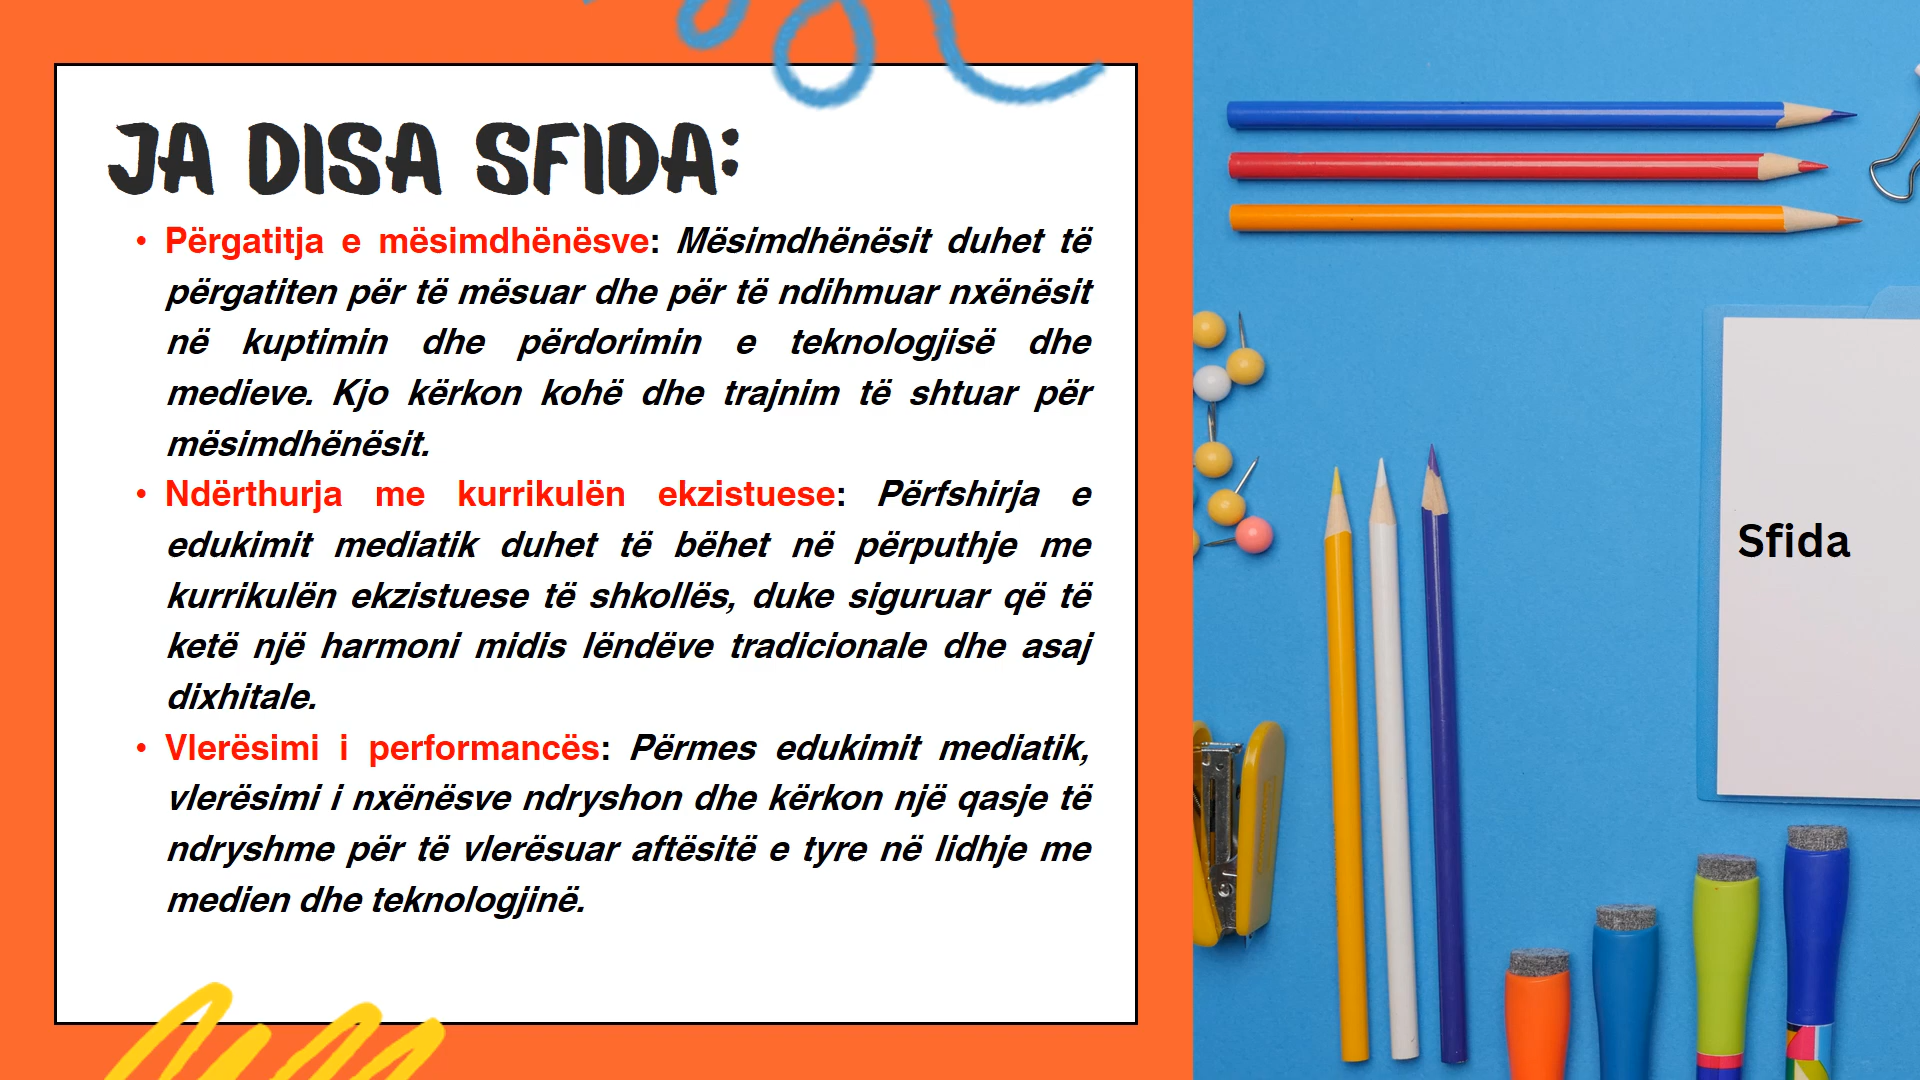 JA DISA SFIDA:
• Përgatitja e mësimdhënësve: Mësimdhënësit duhet të
përgatiten për të mësuar dhe për të ndihmuar nxënësit
në kuptimin dhe përdorimin e teknologjisë dhe
medieve. Kjo kërkon kohë dhe trajnim të shtuar për
mësimdhënësit.
• Ndërthurja me kurrikulën ekzistuese: Përfshirja e
edukimit mediatik duhet të bëhet në përputhje me
kurrikulën ekzistuese të shkollës, duke siguruar që të
ketë një harmoni midis lëndëve tradicionale dhe asaj
dixhitale.
• Vlerësimi i performancës: Përmes edukimit mediatik,
vlerësimi i nxënësve ndryshon dhe kërkon një qasje të
ndryshme për të vlerësuar aftësitë e tyre në lidhje me
medien dhe teknologjinë.
Sfida